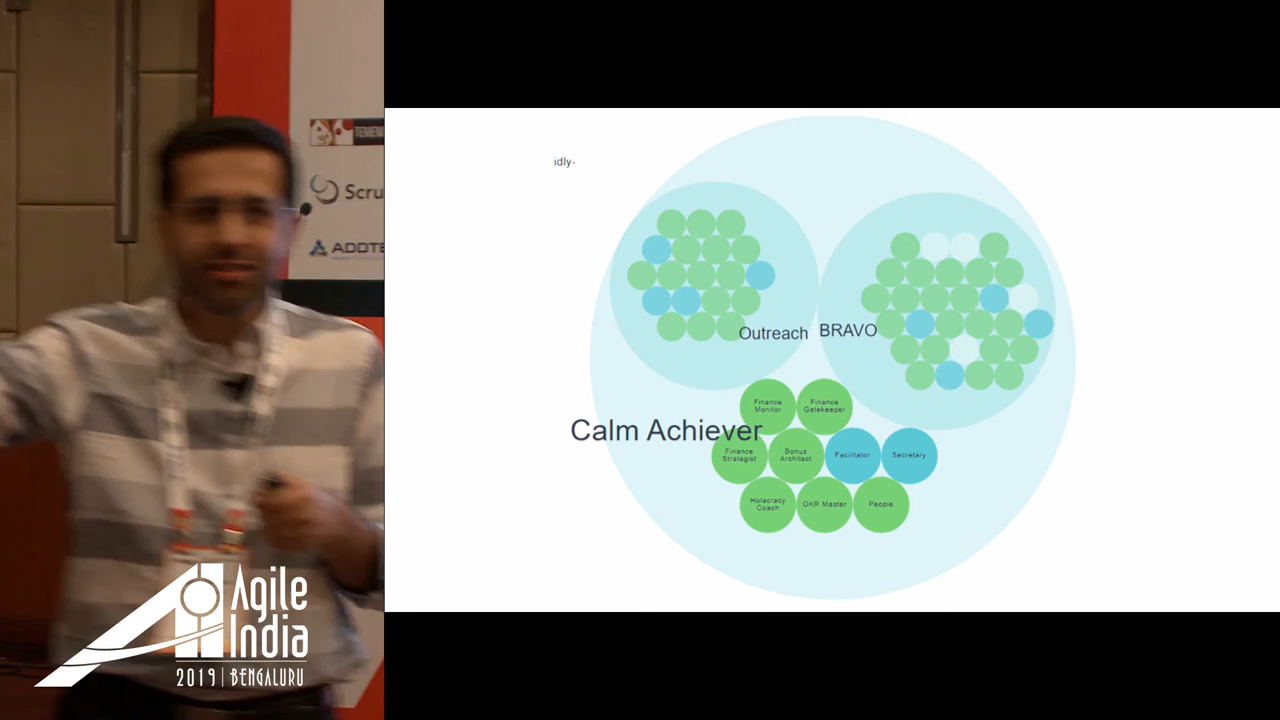 idly-
Outreach
BRAVO
Calm Achiever
Finance
Monitor
Finance
Gatekeeper
Finance
Strategist
Bonus
Architect
Facilitator
Secretary
Holacracy
Coach
OKR Master
People
Scru
ADDTE
Agile
India
2019 | BENGALURU